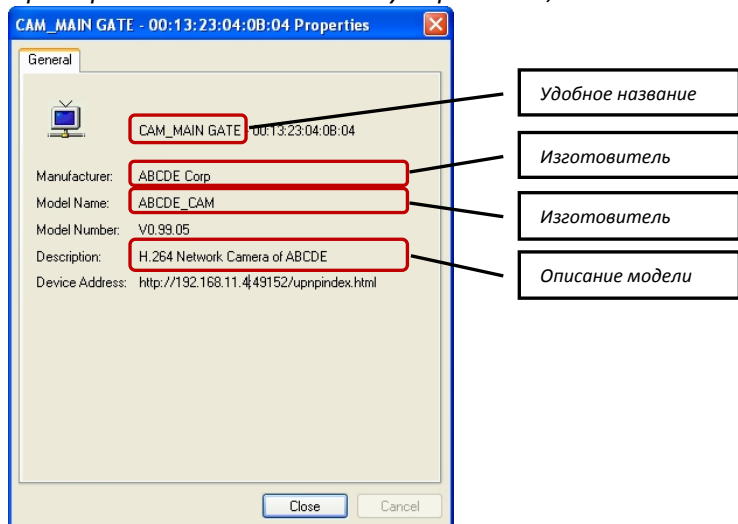 CAM_MAIN GATE - 00:13:23:04:0B:04 Properties
General
Удобное название
CAM_MAIN GATE - 00:13:23:04:0B:04
Изготовитель
Manufacturer: ABCDE Corp
Model Name: ABCDE_CAM
Изготовитель
Model Number: V0.99.05
Description: H.264 Network Camera of ABCDE
Описание модели
Device Address: http://192.168.11.4:49152/upnpindex.html
Close Cancel